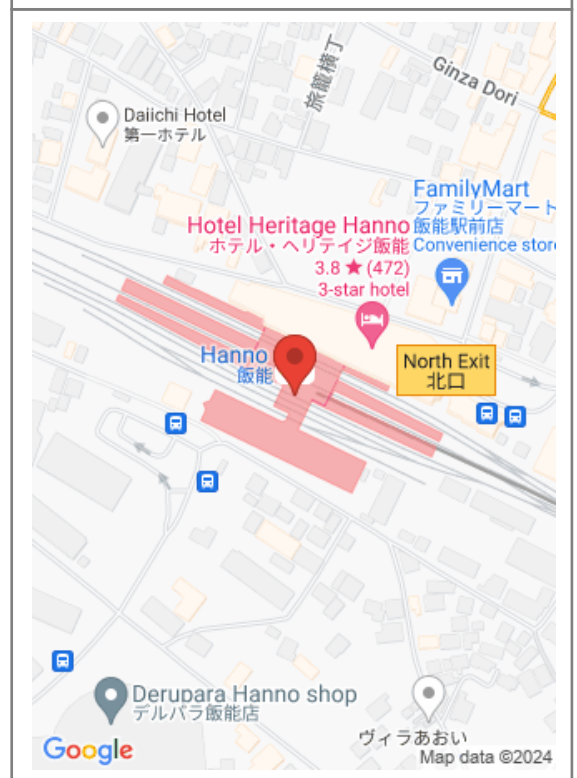 Ginza Dori
旅籠横丁
Daiichi Hotel
第一ホテル
FamilyMart
ファミリーマート
飯能駅前店
Convenience store
Hotel Heritage Hanno
ホテル・ヘリテイジ飯能
3.8 ★ (472)
3-star hotel
Hanno
飯能
North Exit
北口
Derupara Hanno shop
デルパラ飯能店
ヴィラあおい
Google
Map data ©2024